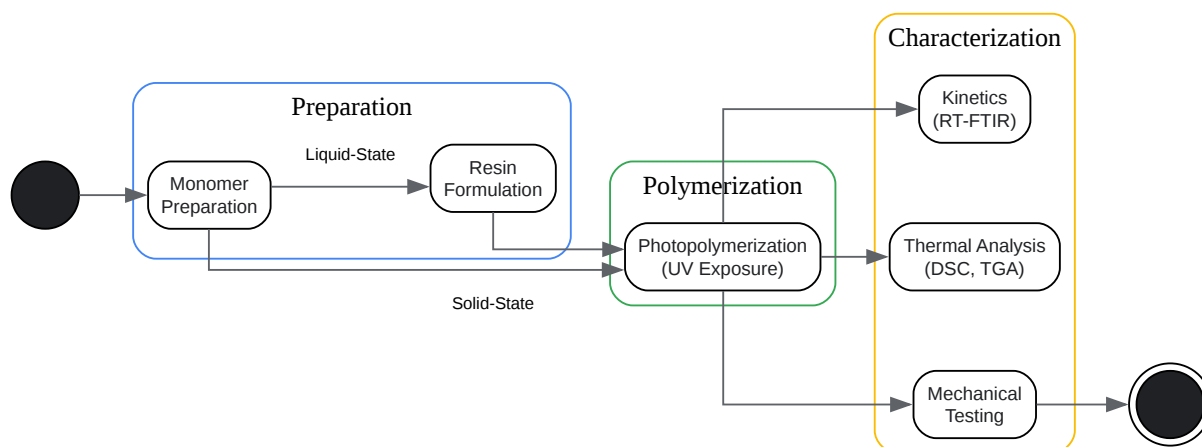 Characterization
Preparation
Kinetics
(RT-FTIR)
Liquid-State
Monomer
Preparation
Resin
Formulation
Polymerization
Photopolymerization
(UV Exposure)
Thermal Analysis
(DSC, TGA)
Solid-State
Mechanical
Testing